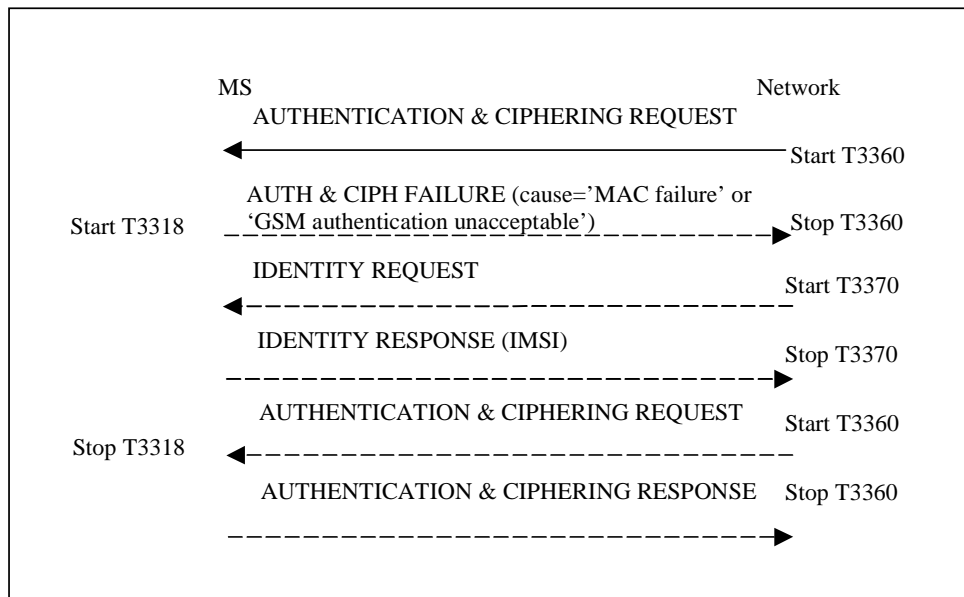 MS Network
AUTHENTICATION & CIPHERING REQUEST
Start T3360
AUTH & CIPH FAILURE (cause=’MAC failure’ or
‘GSM authentication unacceptable’)
Start T3318
Stop T3360
IDENTITY REQUEST
Start T3370
IDENTITY RESPONSE (IMSI)
Stop T3370
AUTHENTICATION & CIPHERING REQUEST
Start T3360
Stop T3318
AUTHENTICATION & CIPHERING RESPONSE
Stop T3360